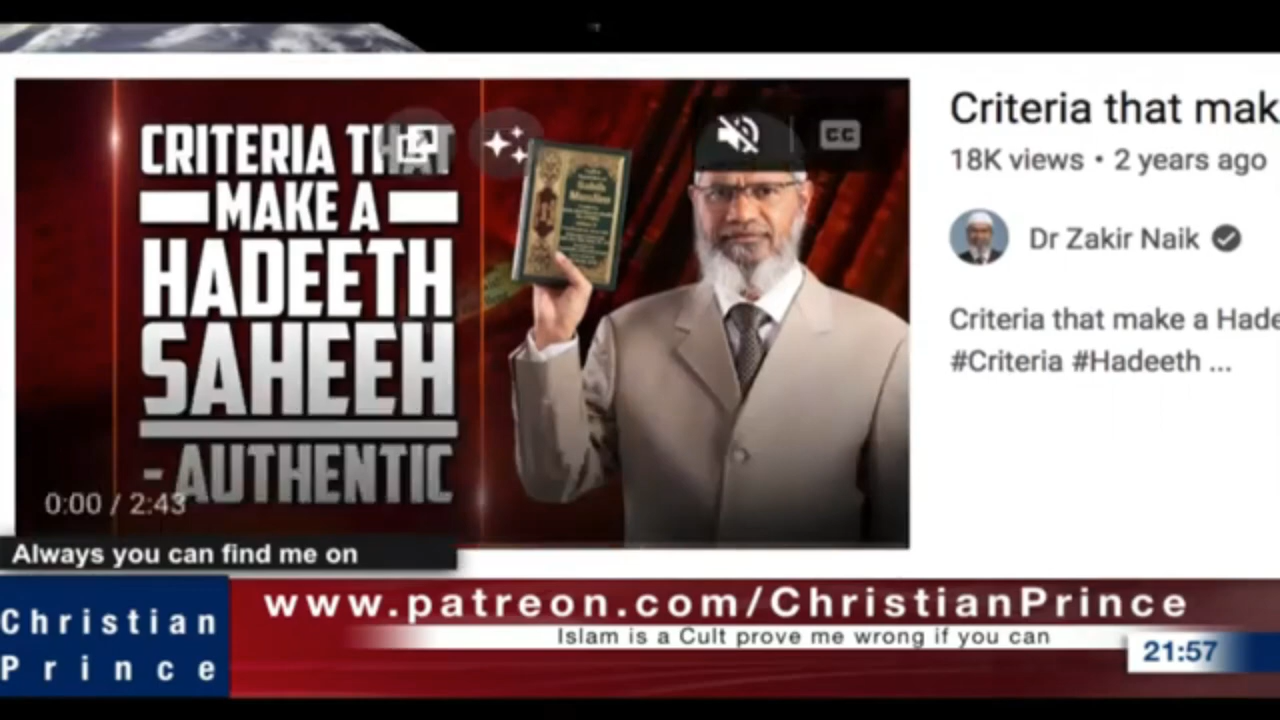 CRITERIA THAT
MAKE A
HADEETH
SAHEEH
- AUTHENTIC
0:00 / 2:43
CC
Sahih
Muslim
Criteria that mak
18K views • 2 years ago
Dr Zakir Naik
Criteria that make a Hade
#Criteria #Hadeeth ...
Always you can find me on
Christian
Prince
www.patreon.com/ChristianPrince
Islam is a Cult prove me wrong if you can
21:57